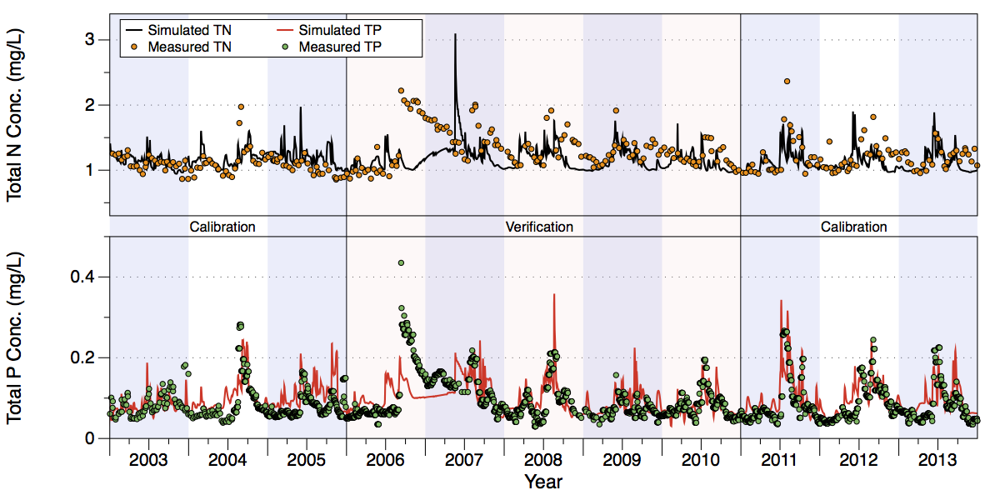 Total N Conc. (mg/L)
3
2
1
Simulated TN
Simulated TP
Measured TN
Measured TP
Calibration
Verification
Calibration
Total P Conc. (mg/L)
0.4
0.2
0
2003 2004 2005 2006 2007 2008 2009 2010 2011 2012 2013
Year